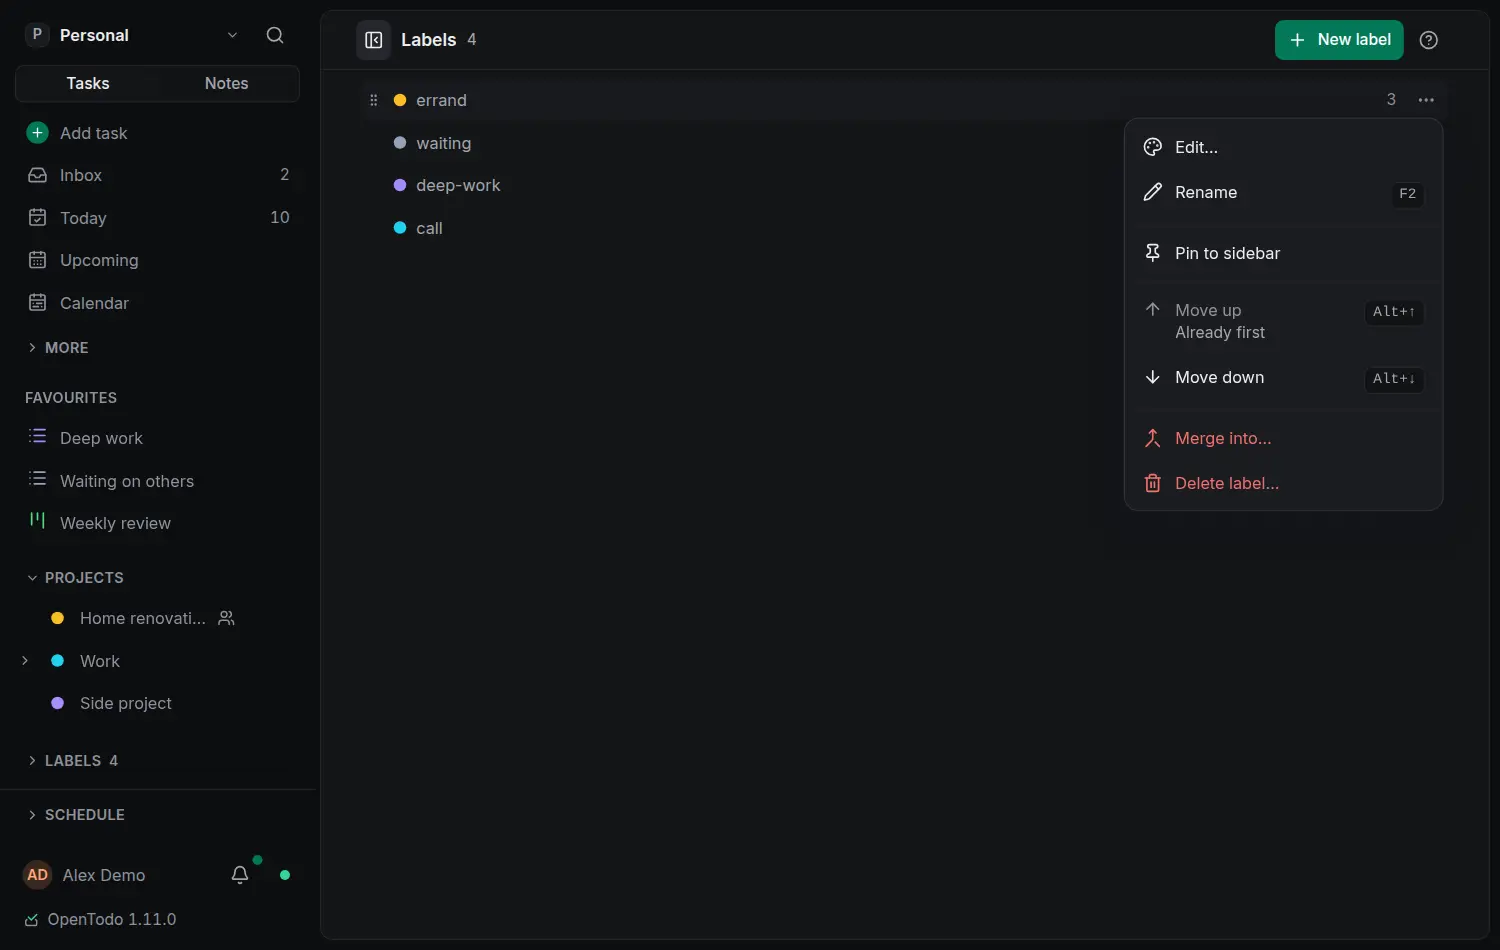 P Personal
Tasks Notes
Add task
Inbox 2
Today 10
Upcoming
Calendar
MORE
FAVOURITES
Deep work
Waiting on others
Weekly review
PROJECTS
Home renovati...
Work
Side project
LABELS 4
SCHEDULE
AD Alex Demo
OpenTodo 1.11.0
Labels 4
New label
errand 3
waiting
deep-work
call
Edit...
Rename F2
Pin to sidebar
Move up Alt+↑
Already first
Move down Alt+↓
Merge into...
Delete label...